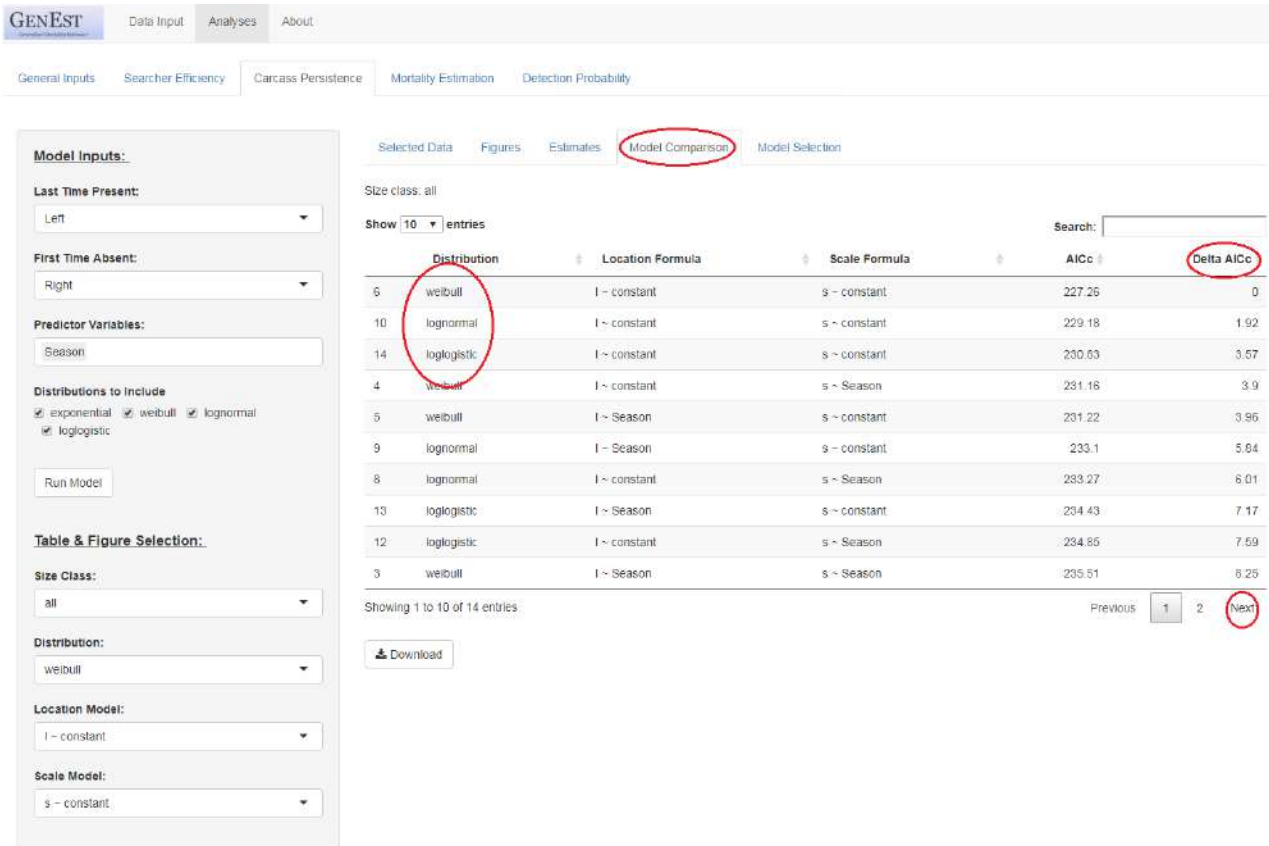 GENEST Data Input Analyses About
General Inputs Searcher Efficiency Carcass Persistence Mortality Estimation Detection Probability
Model Inputs:
Last Time Present:
Left
First Time Absent:
Right
Predictor Variables:
Season
Distributions to Include
exponential weibull lognormal
loglogistic
Run Model
Table & Figure Selection:
Size Class:
all
Distribution:
weibull
Location Model:
l ~ constant
Scale Model:
s ~ constant
Selected Data Figures Estimates Model Comparison Model Selection
Size class: all
Show 10 entries Search:
Distribution Location Formula Scale Formula AICc Delta AICc
6 weibull l ~ constant s ~ constant 227.26 0
10 lognormal l ~ constant s ~ constant 229.18 1.92
14 loglogistic l ~ constant s ~ constant 230.83 3.57
4 weibull l ~ constant s ~ Season 231.16 3.9
5 weibull l ~ Season s ~ constant 231.22 3.96
9 lognormal l ~ Season s ~ constant 233.1 5.84
8 lognormal l ~ constant s ~ Season 233.27 6.01
13 loglogistic l ~ Season s ~ constant 234.43 7.17
12 loglogistic l ~ constant s ~ Season 234.85 7.59
3 weibull l ~ Season s ~ Season 235.51 8.25
Showing 1 to 10 of 14 entries Previous 1 2 Next
Download